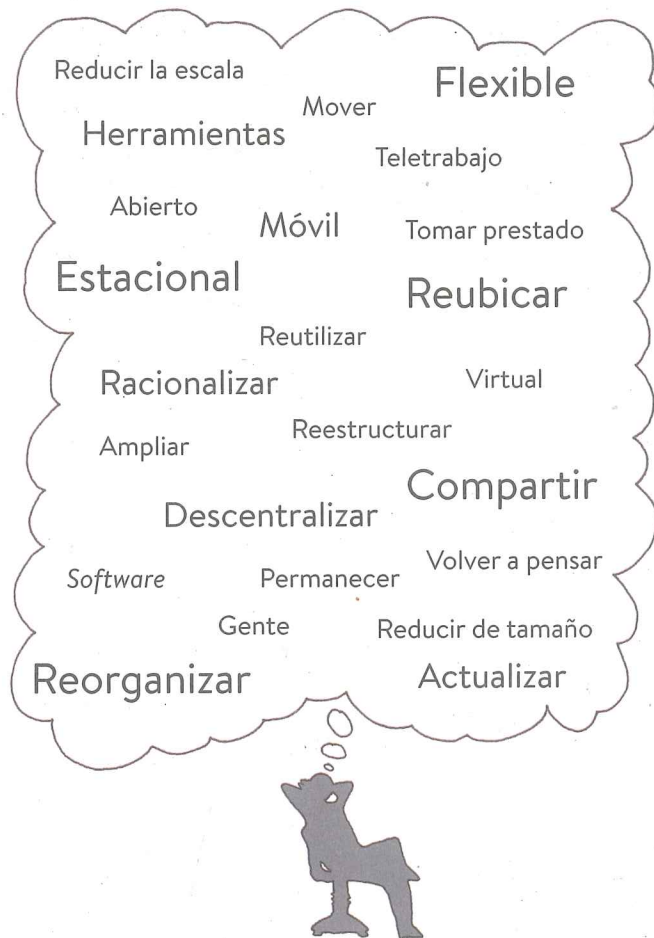 Reducir la escala
Flexible
Mover
Herramientas
Teletrabajo
Abierto
Móvil
Tomar prestado
Estacional
Reubicar
Reutilizar
Racionalizar
Virtual
Reestructurar
Ampliar
Compartir
Descentralizar
Volver a pensar
Software
Permanecer
Gente
Reducir de tamaño
Reorganizar
Actualizar